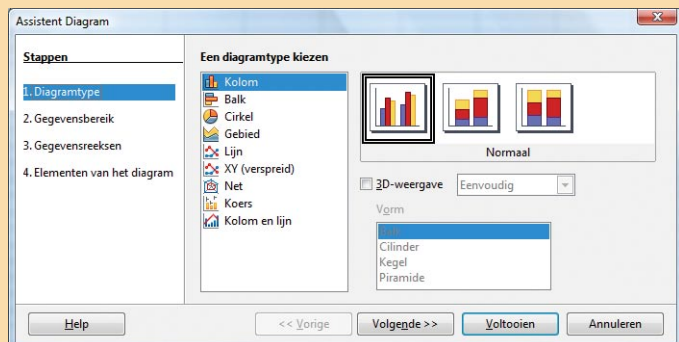 Assistent Diagram
Stappen
1. Diagramtype
2. Gegevensbereik
3. Gegevensreeksen
4. Elementen van het diagram
Een diagramtype kiezen
Kolom
Balk
Cirkel
Gebied
Lijn
XY (verspreid)
Net
Koers
Kolom en lijn
Normaal
3D-weergave
Eenvoudig
Vorm
Cilinder
Kegel
Piramide
Help
<< Vorige
Volgende >>
Voltooien
Annuleren